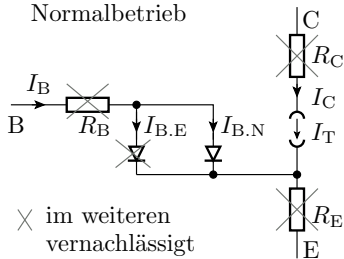 Normalbetrieb
C
R_C
I_B
I_C
B
R_B
I_B.E
I_B.N
I_T
R_E
im weiteren
vernachlässigt
E